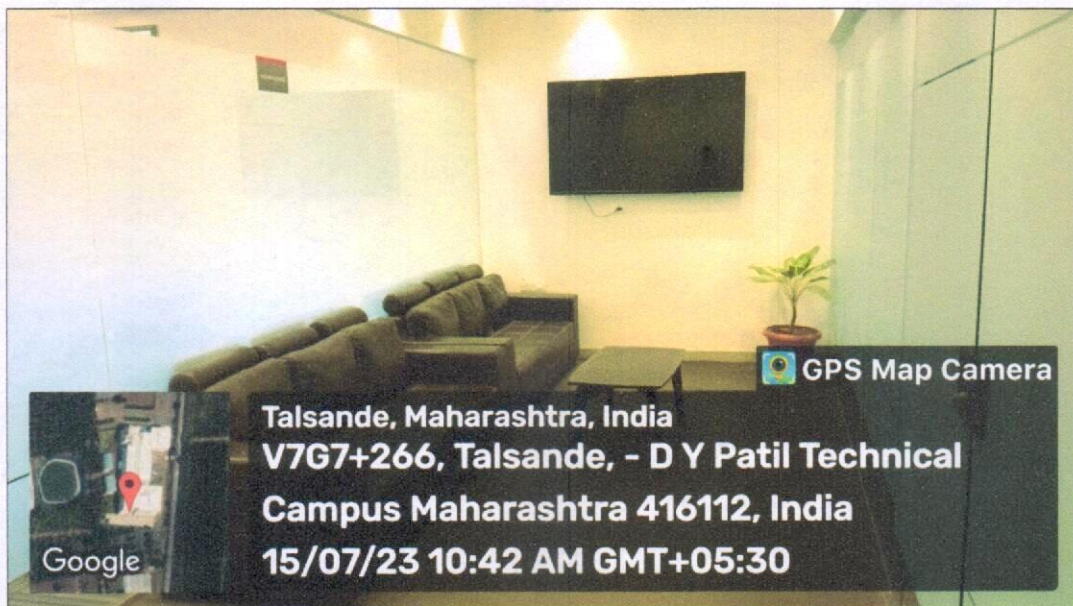 GPS Map Camera
Talsande, Maharashtra, India
V7G7+266, Talsande, - D Y Patil Technical
Campus Maharashtra 416112, India
15/07/23 10:42 AM GMT+05:30
Google